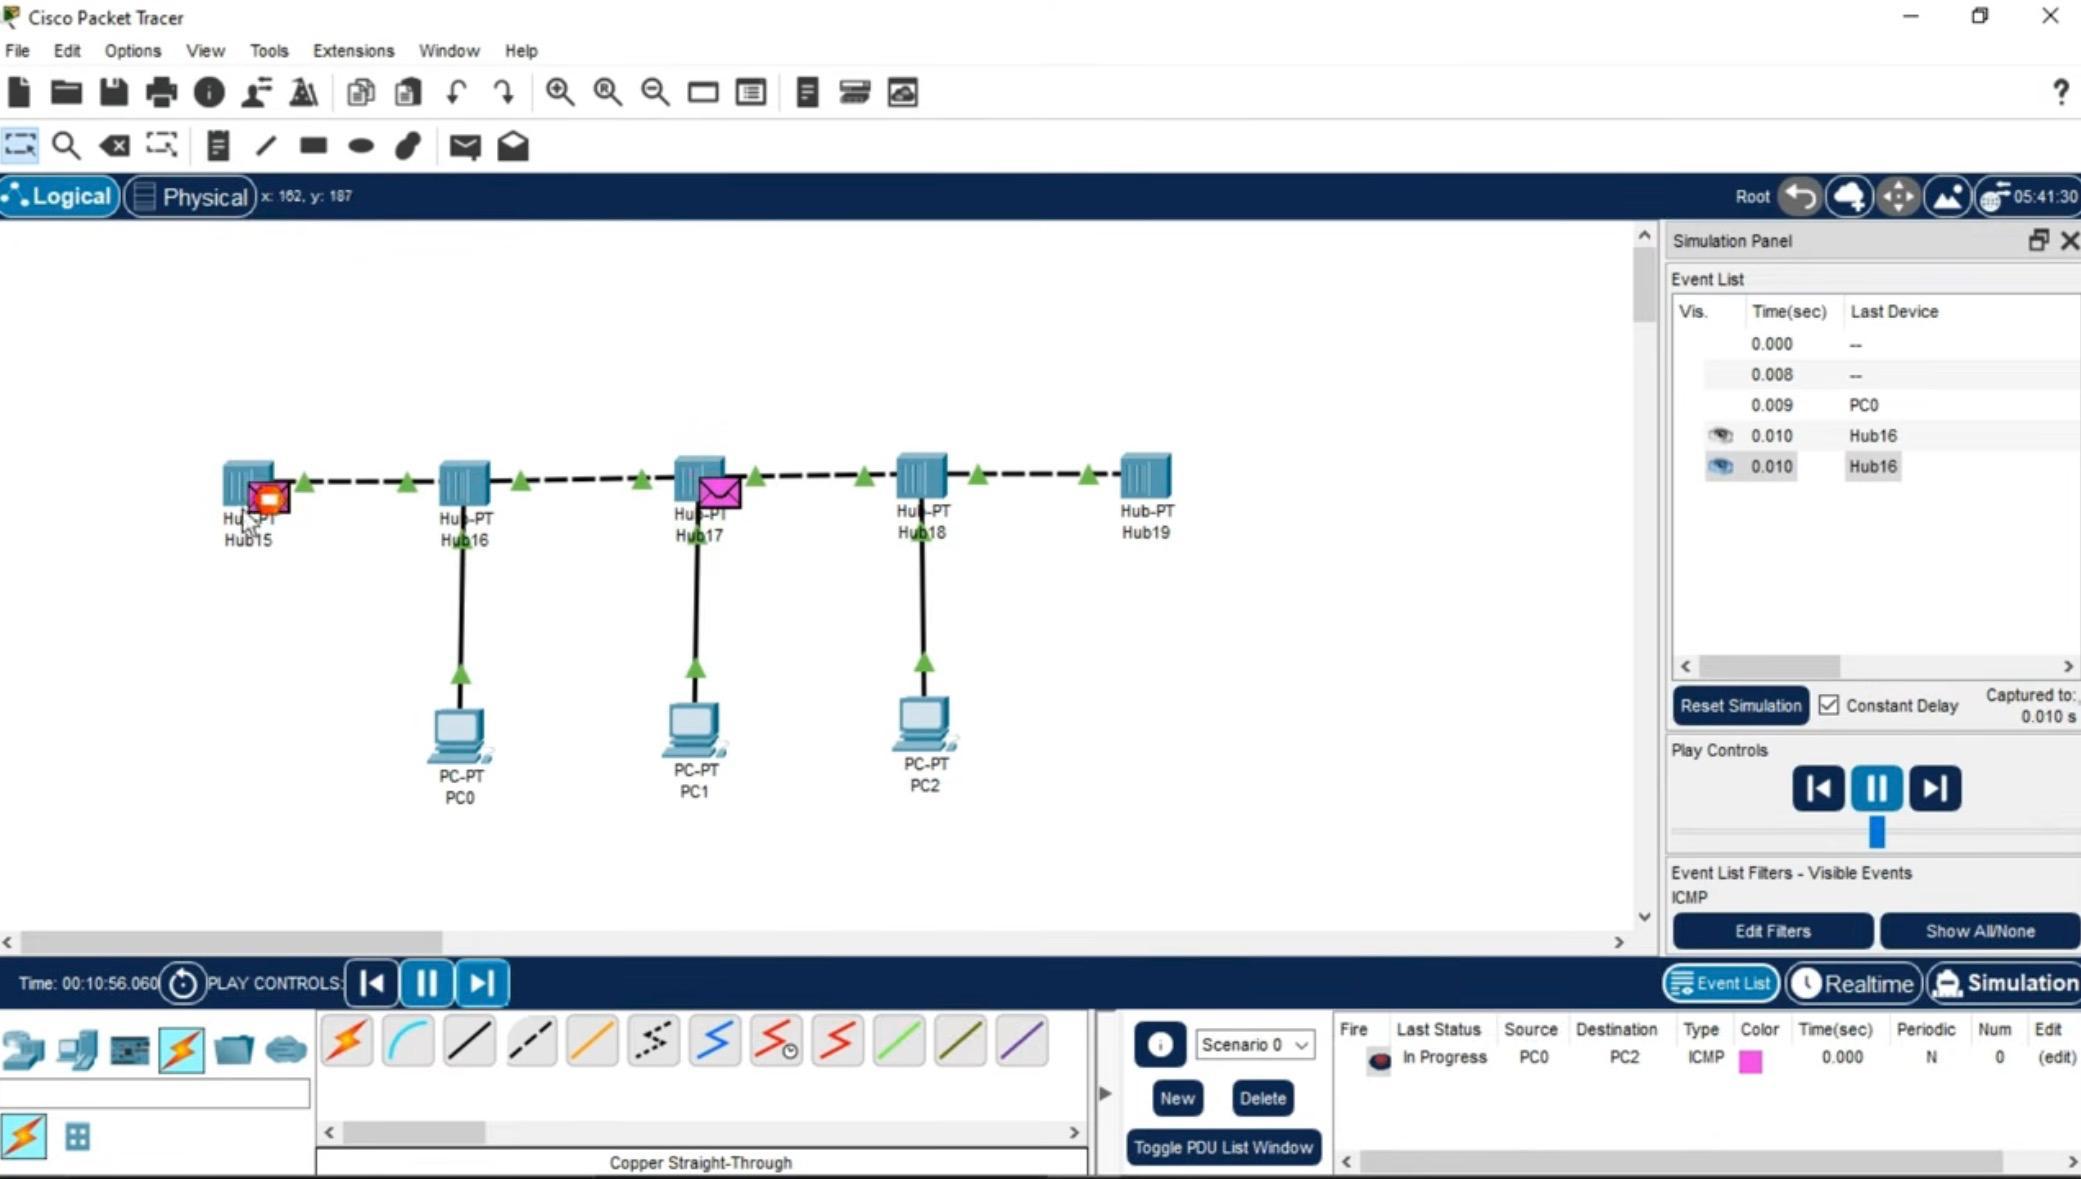 Cisco Packet Tracer
File Edit Options View Tools Extensions Window Help
?
Logical Physical x: 162, y: 187 Root 05:41:30
Simulation Panel
Event List
Vis. Time(sec) Last Device
0.000 --
0.008 --
0.009 PC0
0.010 Hub16
0.010 Hub16
Hub-PT
Hub16
Hub-PT
Hub17
Hub-PT
Hub18
Hub-PT
Hub19
Hub15
PC-PT
PC0
PC-PT
PC1
PC-PT
PC2
Reset Simulation Constant Delay Captured to:
0.010 s
Play Controls
Event List Filters - Visible Events
ICMP
Edit Filters Show All/None
Time: 00:10:56.060 PLAY CONTROLS: Event List Realtime Simulation
Scenario 0
New Delete
Toggle PDU List Window
Fire Last Status Source Destination Type Color Time(sec) Periodic Num Edit
In Progress PC0 PC2 ICMP 0.000 N 0 (edit)
Copper Straight-Through